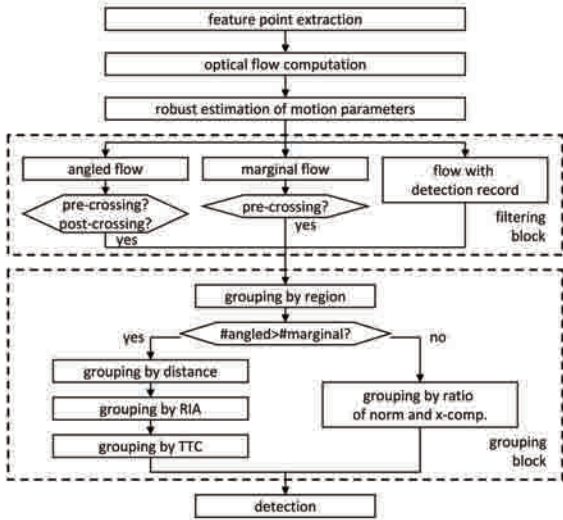 feature point extraction
optical flow computation
robust estimation of motion parameters
angled flow
marginal flow
flow with
detection record
pre-crossing?
post-crossing?
pre-crossing?
yes
yes
filtering
block
grouping by region
yes
#angled>#marginal?
no
grouping by distance
grouping by RIA
grouping by TTC
grouping by ratio
of norm and x-comp.
grouping
block
detection